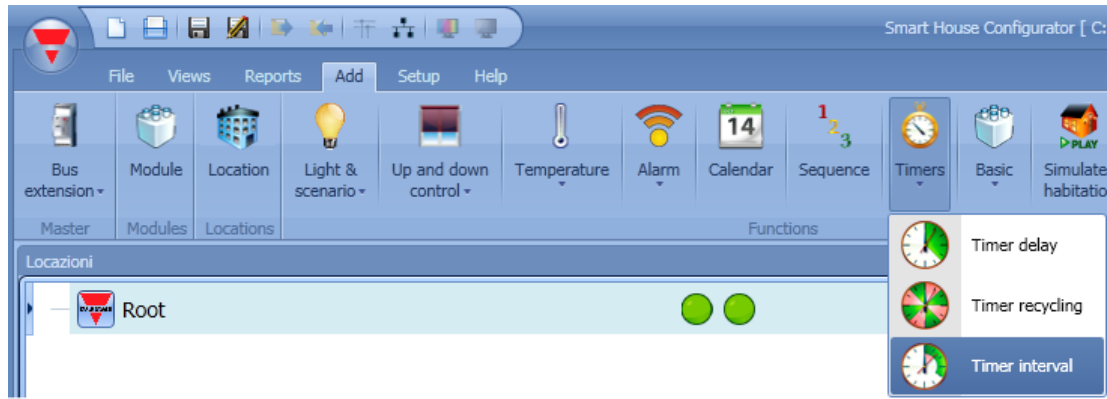 Smart House Configurator [ C:
File Views Reports Add Setup Help
Bus extension
Module
Location
Light & scenario
Up and down control
Temperature
Alarm
14
Calendar
1 2 3
Sequence
Timers
Basic
PLAY
Simulate
habitatio
Master
Modules
Locations
Functions
Locazioni
Root
Timer delay
Timer recycling
Timer interval